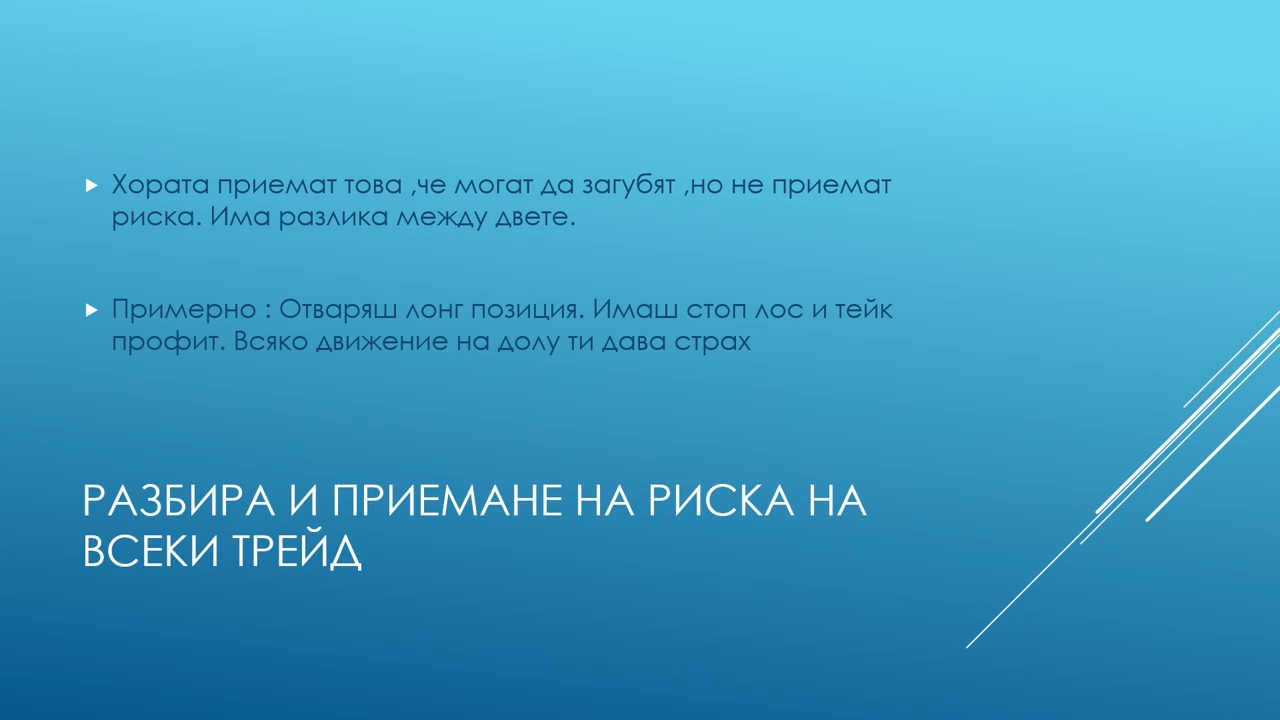 Хората приемат това ,че могат да загубят ,но не приемат
риска. Има разлика между двете.
Примерно : Отваряш лонг позиция. Имаш стоп лос и тейк
профит. Всяко движение на долу ти дава страх
РАЗБИРА И ПРИЕМАНЕ НА РИСКА НА
ВСЕКИ ТРЕЙД